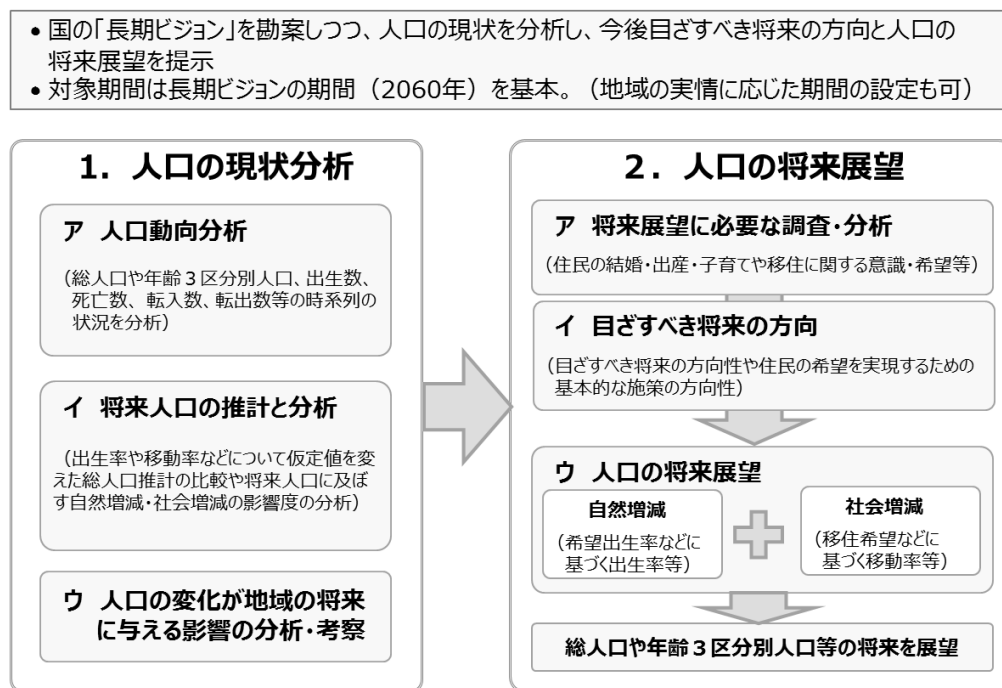 • 国の「長期ビジョン」を勘案しつつ、人口の現状を分析し、今後目ざすべき将来の方向と人口の
将来展望を提示
• 対象期間は長期ビジョンの期間（2060年）を基本。（地域の実情に応じた期間の設定も可）
1．人口の現状分析
ア 人口動向分析
（総人口や年齢３区分別人口、出生数、
死亡数、転入数、転出数等の時系列の
状況を分析）
イ 将来人口の推計と分析
（出生率や移動率などについて仮定値を変
えた総人口推計の比較や将来人口に及ぼ
す自然増減・社会増減の影響度の分析）
ウ 人口の変化が地域の将来
に与える影響の分析・考察
2．人口の将来展望
ア 将来展望に必要な調査・分析
（住民の結婚・出産・子育てや移住に関する意識・希望等）
イ 目ざすべき将来の方向
（目ざすべき将来の方向性や住民の希望を実現するための
基本的な施策の方向性）
ウ 人口の将来展望
自然増減
（希望出生率などに
基づく出生率等）
社会増減
（移住希望などに
基づく移動率等）
総人口や年齢３区分別人口等の将来を展望